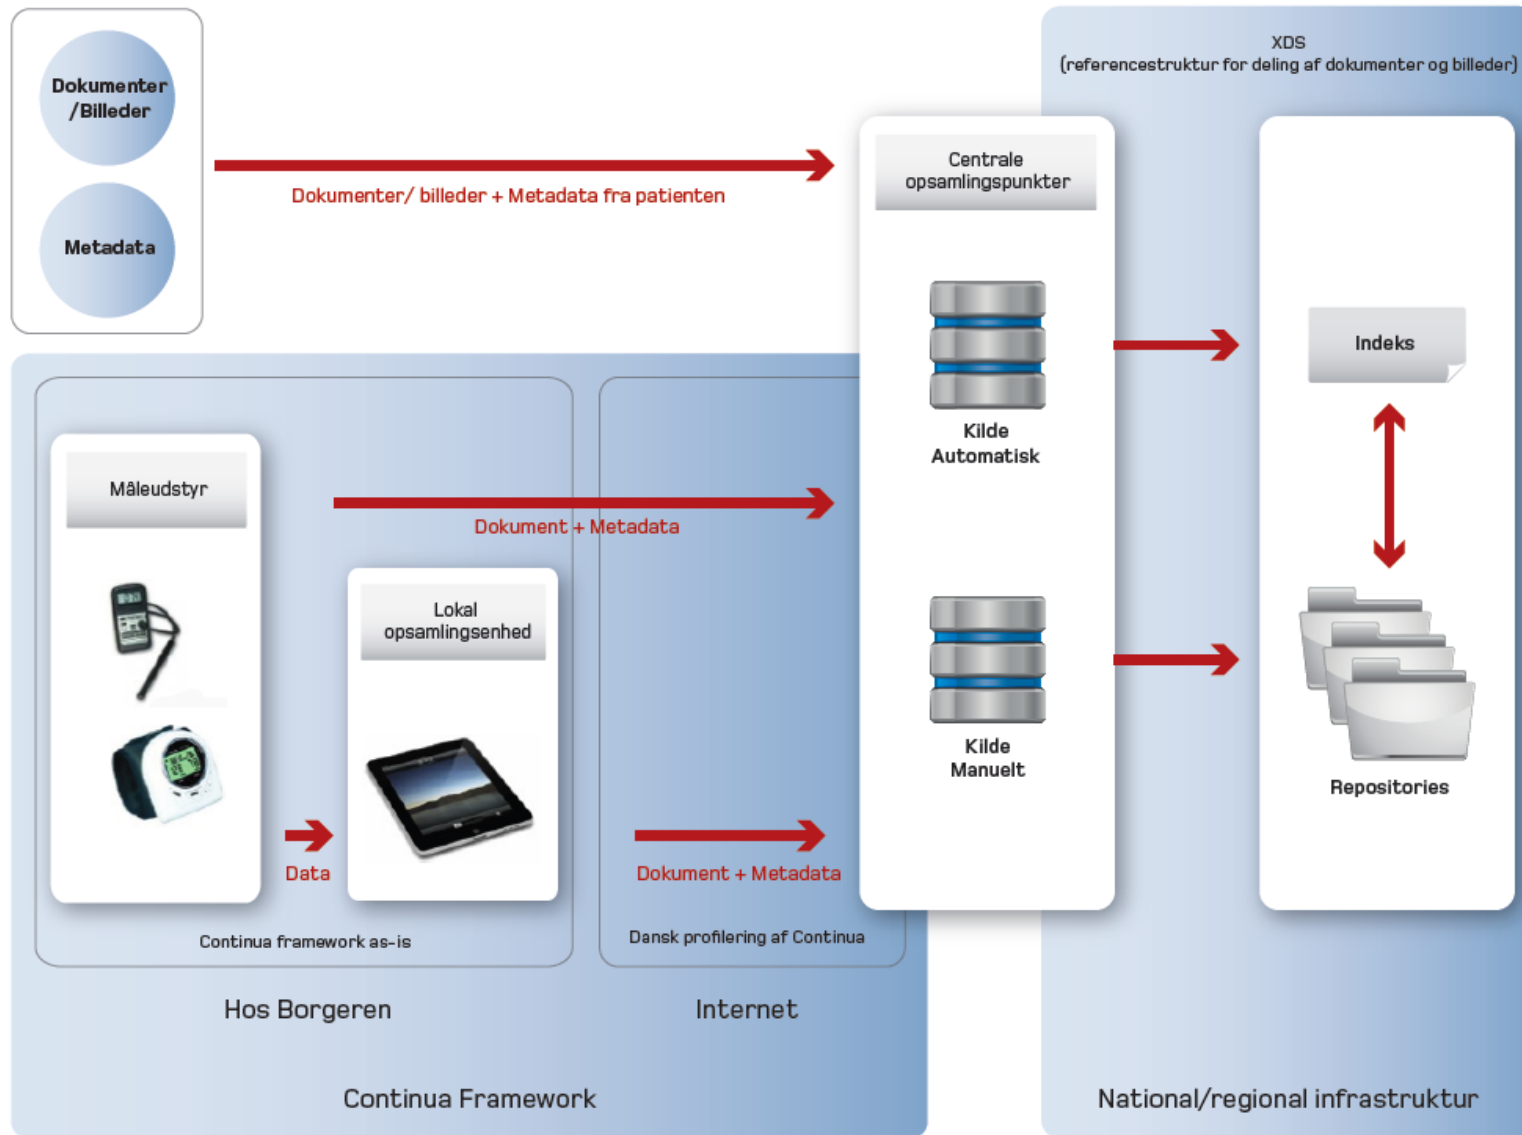 Dokumenter
/Billeder
Metadata
Dokumenter/ billeder + Metadata fra patienten
XDS
(referencestruktur for deling af dokumenter og billeder)
Centrale
opsamlingspunkter
Kilde
Automatisk
Kilde
Manuelt
Indeks
Repositories
Måleudstyr
Dokument + Metadata
Lokal
opsamlingsenhed
Data
Dokument + Metadata
Continua framework as-is
Dansk profilering af Continua
Hos Borgeren
Internet
Continua Framework
National/regional infrastruktur